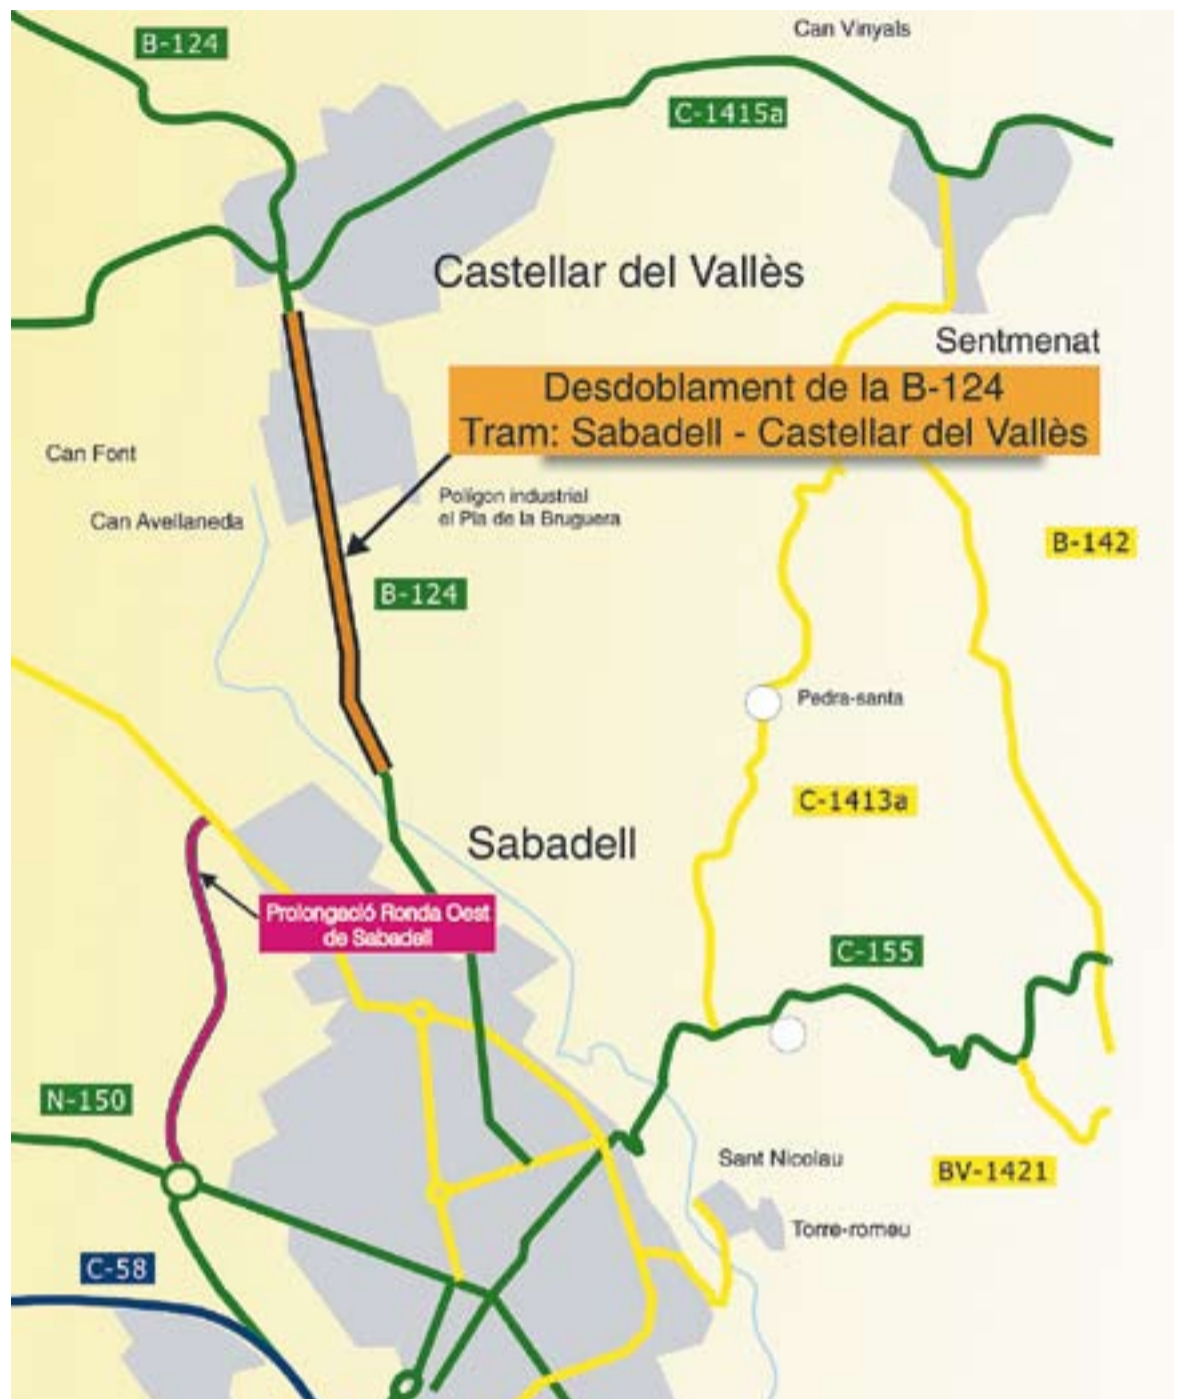 Can Vinyals
B-124
C-1415a
Castellar del Vallès
Sentmenat
Desdoblament de la B-124
Tram: Sabadell - Castellar del Vallès
Can Font
Polígon industrial
el Pla de la Bruguera
Can Avellaneda
B-142
B-124
Pedra-santa
C-1413a
Sabadell
Prolongació Ronda Oest
de Sabadell
C-155
N-150
Sant Nicolau
BV-1421
Torre-romeu
C-58